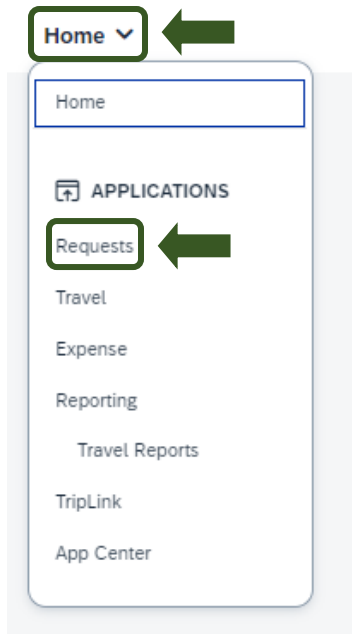 Home
Home
APPLICATIONS
Requests
Travel
Expense
Reporting
Travel Reports
TripLink
App Center